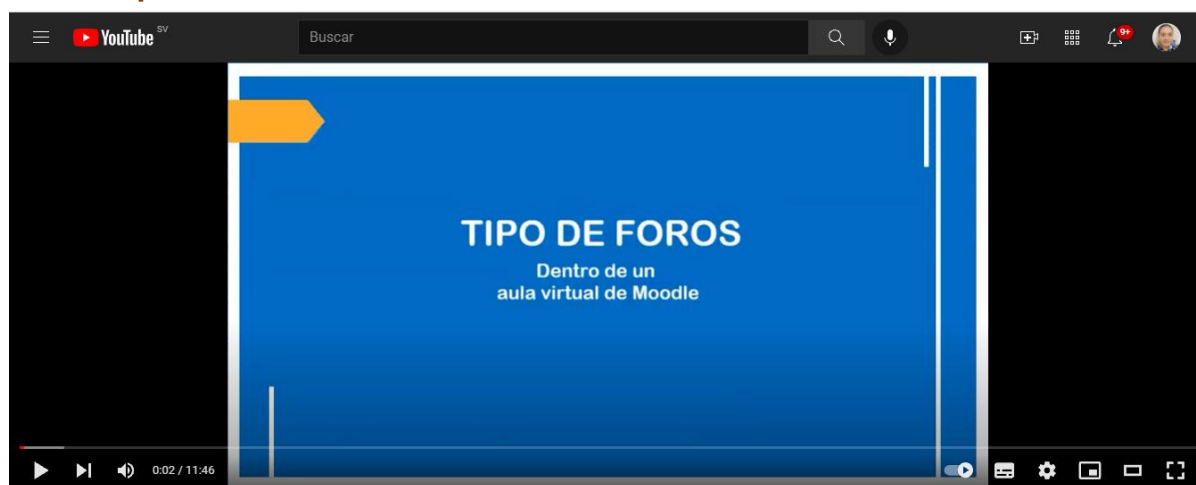 YouTube SV
Buscar
9+
TIPO DE FOROS
Dentro de un
aula virtual de Moodle
0:02 / 11:46